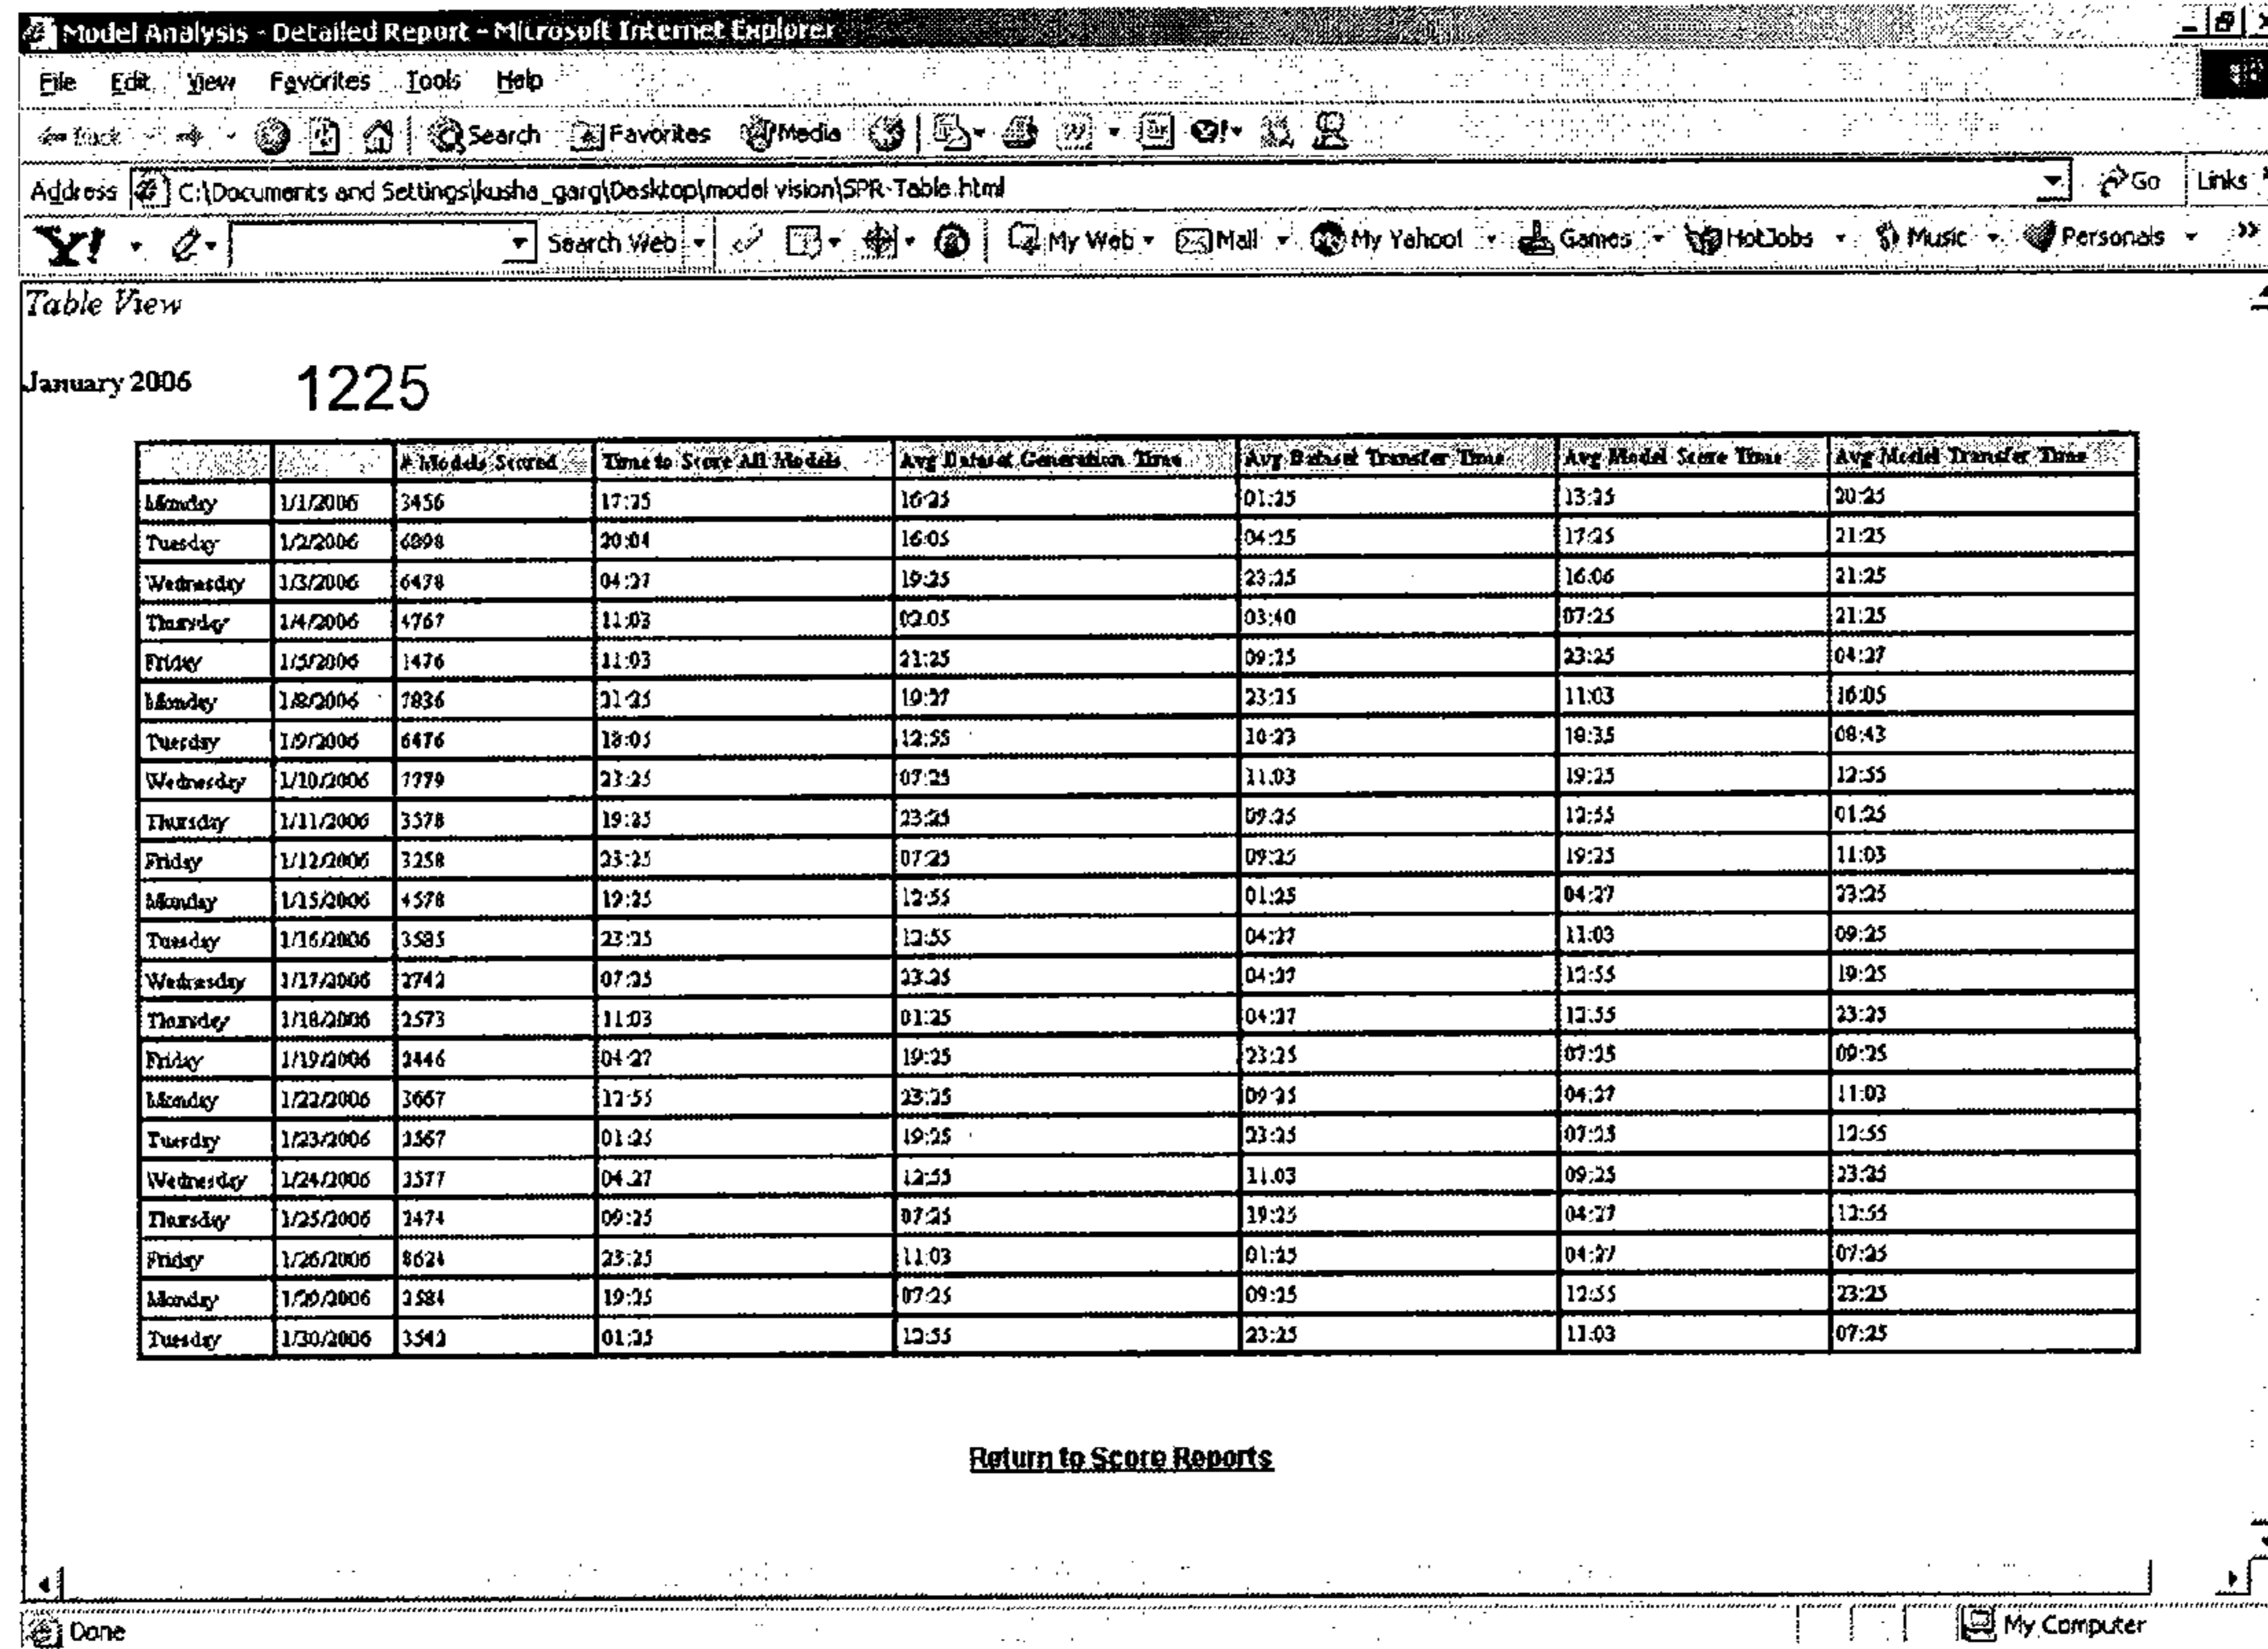 Model Analysis - Detailed Report - Microsoft Internet Explorer
File Edit View Favorites Tools Help
Back Search Favorites Media
Address C:\Documents and Settings\kusha_garg\Desktop\model vision\SPR-Table.html Go Links »
Y! Search Web My Web Mail My Yahoo! Games HotJobs Music Personals »
Table View
January 2006 1225
# Models Scored Time to Score All Models Avg Dataset Generation Time Avg Dataset Transfer Time Avg Model Score Time Avg Model Transfer Time
Monday 1/1/2006 3456 17:25 16:25 01:25 13:25 20:25
Tuesday 1/2/2006 6898 20:04 16:05 04:25 17:25 21:25
Wednesday 1/3/2006 6478 04:27 19:25 23:25 16:06 21:25
Thursday 1/4/2006 4767 11:03 02:05 03:40 07:25 21:25
Friday 1/5/2006 1476 11:03 21:25 09:25 23:25 04:27
Monday 1/8/2006 7836 21:25 19:27 23:25 11:03 16:05
Tuesday 1/9/2006 6476 18:05 12:55 10:23 18:35 08:43
Wednesday 1/10/2006 23:25 07:25 11:03 19:25 12:55
Thursday 1/11/2006 3578 19:25 23:25 09:25 12:55 01:25
Friday 1/12/2006 3258 23:25 07:25 09:25 19:25 11:03
Monday 1/15/2006 4578 19:25 12:55 01:25 04:27 23:25
Tuesday 1/16/2006 3585 23:25 12:55 04:27 11:03 09:25
Wednesday 1/17/2006 2742 07:25 23:25 04:27 12:55 19:25
Thursday 1/18/2006 2573 11:03 01:25 04:27 12:55 23:25
Friday 1/19/2006 04:27 19:25 23:25 07:25 09:25
Monday 1/22/2006 3667 12:55 23:25 09:25 04:27 11:03
Tuesday 1/23/2006 01:25 19:25 23:25 07:25 12:55
Wednesday 1/24/2006 04:27 12:55 11:03 09:25 23:25
Thursday 1/25/2006 09:25 07:25 19:25 04:27 12:55
Friday 1/26/2006 8624 23:25 11:03 01:25 04:27 07:25
Monday 1/29/2006 19:25 07:25 09:25 12:55 23:25
Tuesday 1/30/2006 01:25 12:55 23:25 11:03 07:25
Return to Score Reports
Done My Computer